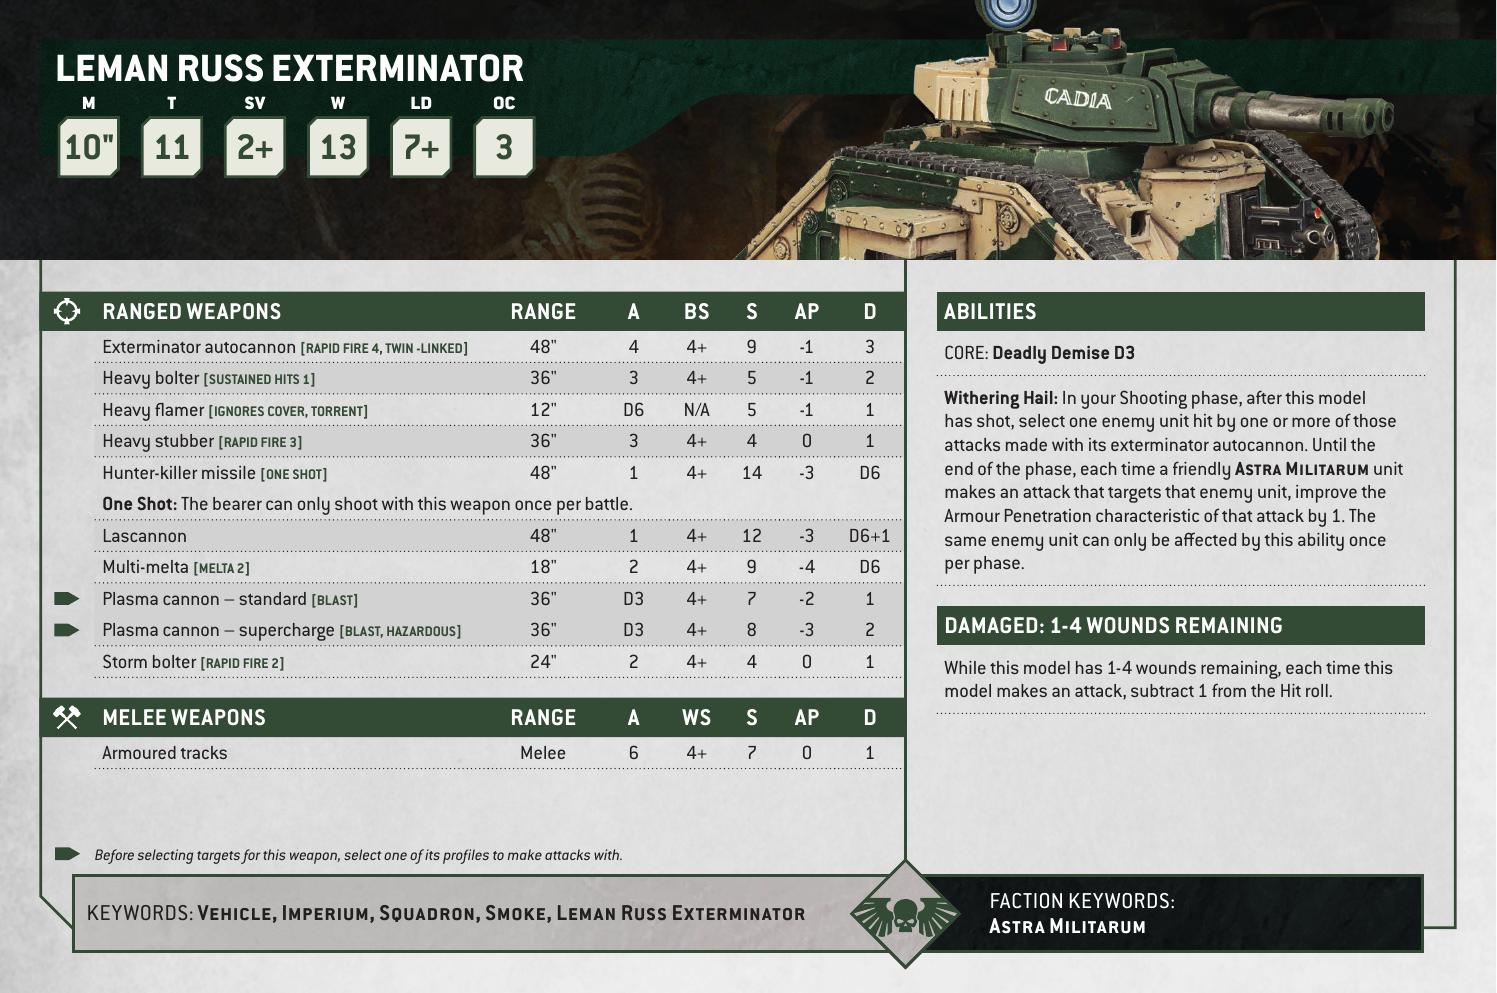 LEMAN RUSS EXTERMINATOR
M T SV W LD OC
10" 11 2+ 13 7+ 3
CADIA
RANGED WEAPONS RANGE A BS S AP D
Exterminator autocannon [RAPID FIRE 4, TWIN -LINKED] 48" 4 4+ 9 -1 3
Heavy bolter [SUSTAINED HITS 1] 36" 3 4+ 5 -1 2
Heavy flamer [IGNORES COVER, TORRENT] 12" D6 N/A 5 -1 1
Heavy stubber [RAPID FIRE 3] 36" 3 4+ 4 0 1
Hunter-killer missile [ONE SHOT] 48" 1 4+ 14 -3 D6
One Shot: The bearer can only shoot with this weapon once per battle.
Lascannon 48" 1 4+ 12 -3 D6+1
Multi-melta [MELTA 2] 18" 2 4+ 9 -4 D6
Plasma cannon – standard [BLAST] 36" D3 4+ 7 -2 1
Plasma cannon – supercharge [BLAST, HAZARDOUS] 36" D3 4+ 8 -3 2
Storm bolter [RAPID FIRE 2] 24" 2 4+ 4 0 1
MELEE WEAPONS RANGE A WS S AP D
Armoured tracks Melee 6 4+ 7 0 1
Before selecting targets for this weapon, select one of its profiles to make attacks with.
ABILITIES
CORE: Deadly Demise D3
Withering Hail: In your Shooting phase, after this model
has shot, select one enemy unit hit by one or more of those
attacks made with its exterminator autocannon. Until the
end of the phase, each time a friendly ASTRA MILITARUM unit
makes an attack that targets that enemy unit, improve the
Armour Penetration characteristic of that attack by 1. The
same enemy unit can only be affected by this ability once
per phase.
DAMAGED: 1-4 WOUNDS REMAINING
While this model has 1-4 wounds remaining, each time this
model makes an attack, subtract 1 from the Hit roll.
KEYWORDS: VEHICLE, IMPERIUM, SQUADRON, SMOKE, LEMAN RUSS EXTERMINATOR
FACTION KEYWORDS:
ASTRA MILITARUM